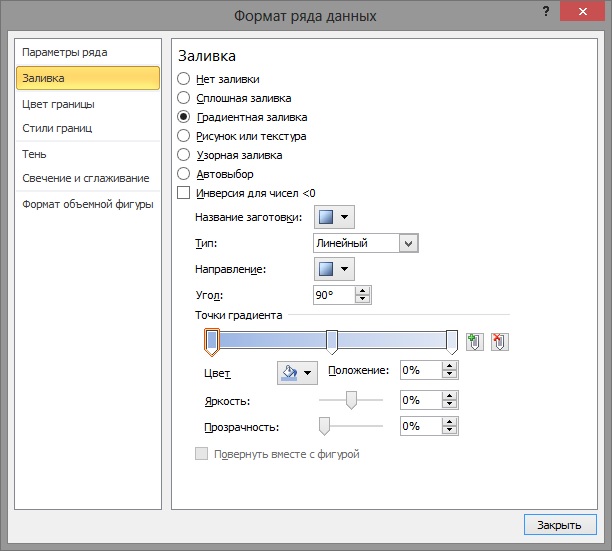 Формат ряда данных
?
Параметры ряда
Заливка
Цвет границы
Стили границ
Тень
Свечение и сглаживание
Формат объемной фигуры
Заливка
Нет заливки
Сплошная заливка
Градиентная заливка
Рисунок или текстура
Узорная заливка
Автовыбор
Инверсия для чисел <0
Название заготовки:
Тип: Линейный
Направление:
Угол: 90°
Точки градиента
Цвет Положение: 0%
Яркость: 0%
Прозрачность: 0%
Повернуть вместе с фигурой
Закрыть